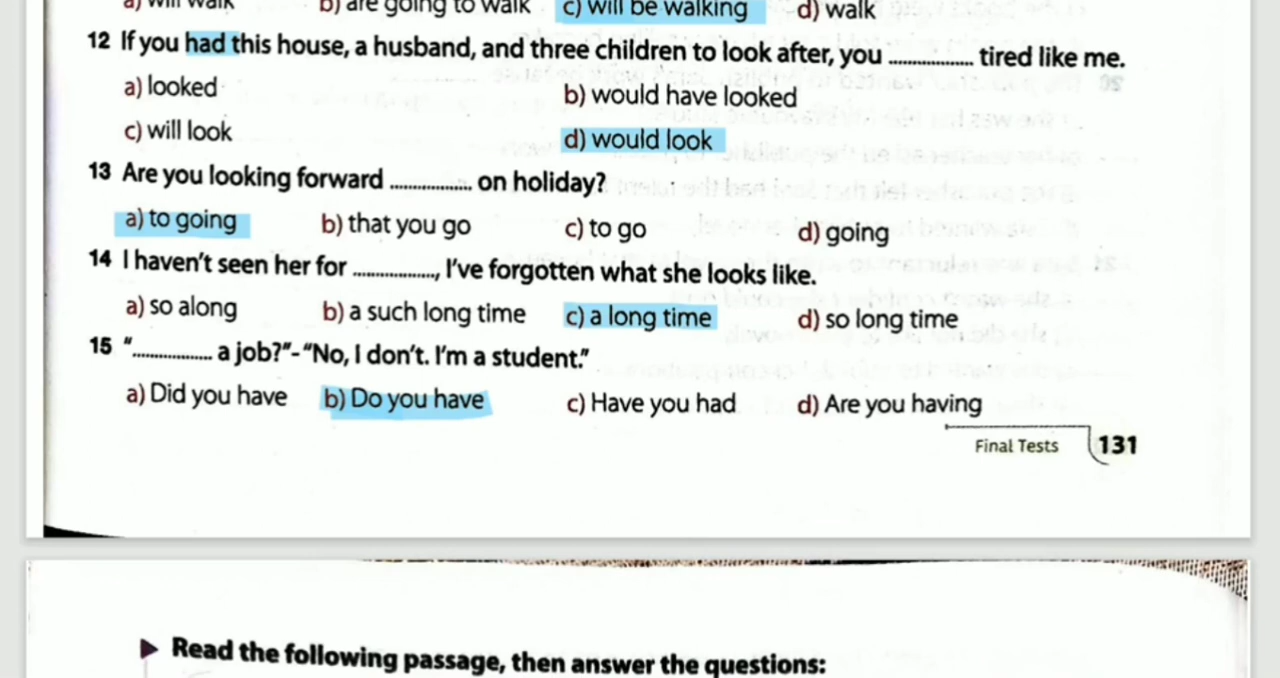 a) will walk b) are going to walk c) will be walking d) walk
12 If you had this house, a husband, and three children to look after, you ................ tired like me.
a) looked b) would have looked
c) will look d) would look
13 Are you looking forward ................ on holiday?
a) to going b) that you go c) to go d) going
14 I haven't seen her for ................, I've forgotten what she looks like.
a) so along b) a such long time c) a long time d) so long time
15 "................ a job?"-"No, I don't. I'm a student."
a) Did you have b) Do you have c) Have you had d) Are you having
Final Tests 131
Read the following passage, then answer the questions: